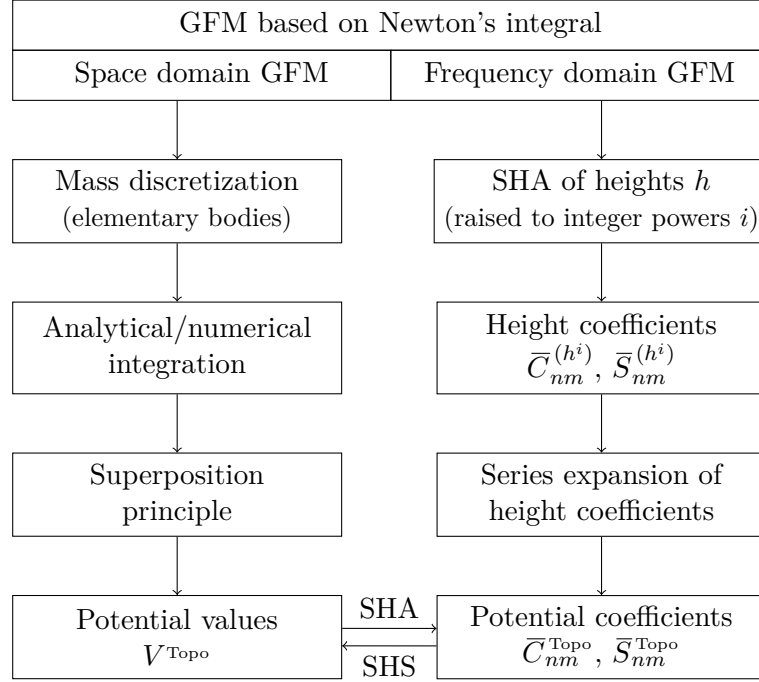 GFM based on Newton's integral
Space domain GFM
Frequency domain GFM
Mass discretization
(elementary bodies)
SHA of heights h
(raised to integer powers i)
Analytical/numerical
integration
Height coefficients
C̅_{nm}^{(h^i)}, S̅_{nm}^{(h^i)}
Superposition
principle
Series expansion of
height coefficients
Potential values
V^{Topo}
SHA
SHS
Potential coefficients
C̅_{nm}^{Topo}, S̅_{nm}^{Topo}